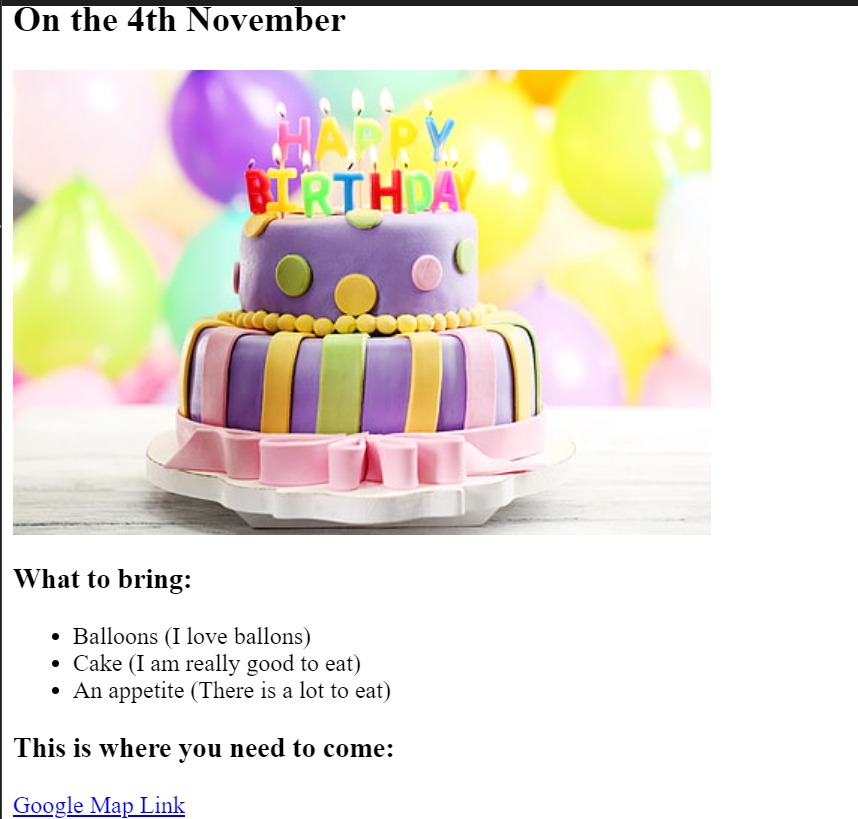 On the 4th November
HAPPY
BIRTHDAY
What to bring:
Balloons (I love ballons)
Cake (I am really good to eat)
An appetite (There is a lot to eat)
This is where you need to come:
Google Map Link